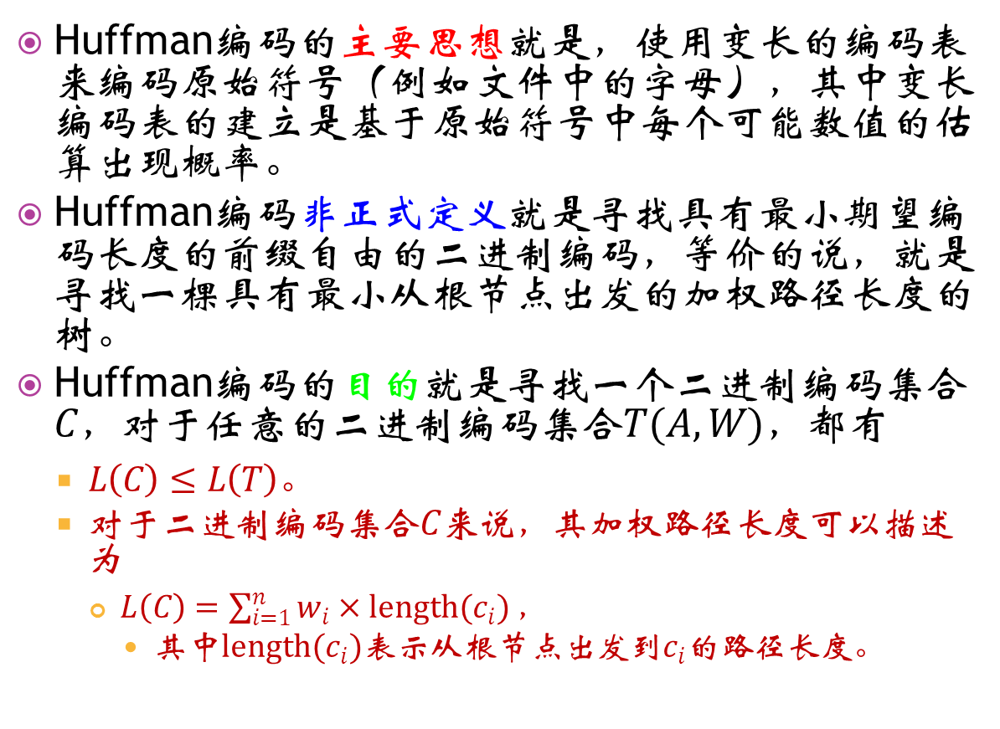 Huffman编码的主要思想就是，使用变长的编码表
来编码原始符号（例如文件中的字母），其中变长
编码表的建立是基于原始符号中每个可能数值的估
算出现概率。
Huffman编码非正式定义就是寻找具有最小期望编
码长度的前缀自由的二进制编码，等价的说，就是
寻找一棵具有最小从根节点出发的加权路径长度的
树。
Huffman编码的目的就是寻找一个二进制编码集合
C，对于任意的二进制编码集合T(A,W)，都有
L(C) ≤ L(T)。
对于二进制编码集合C来说，其加权路径长度可以描述
为
L(C) = ∑_{i=1}^{n} w_i × length(c_i)，
其中length(c_i)表示从根节点出发到c_i的路径长度。